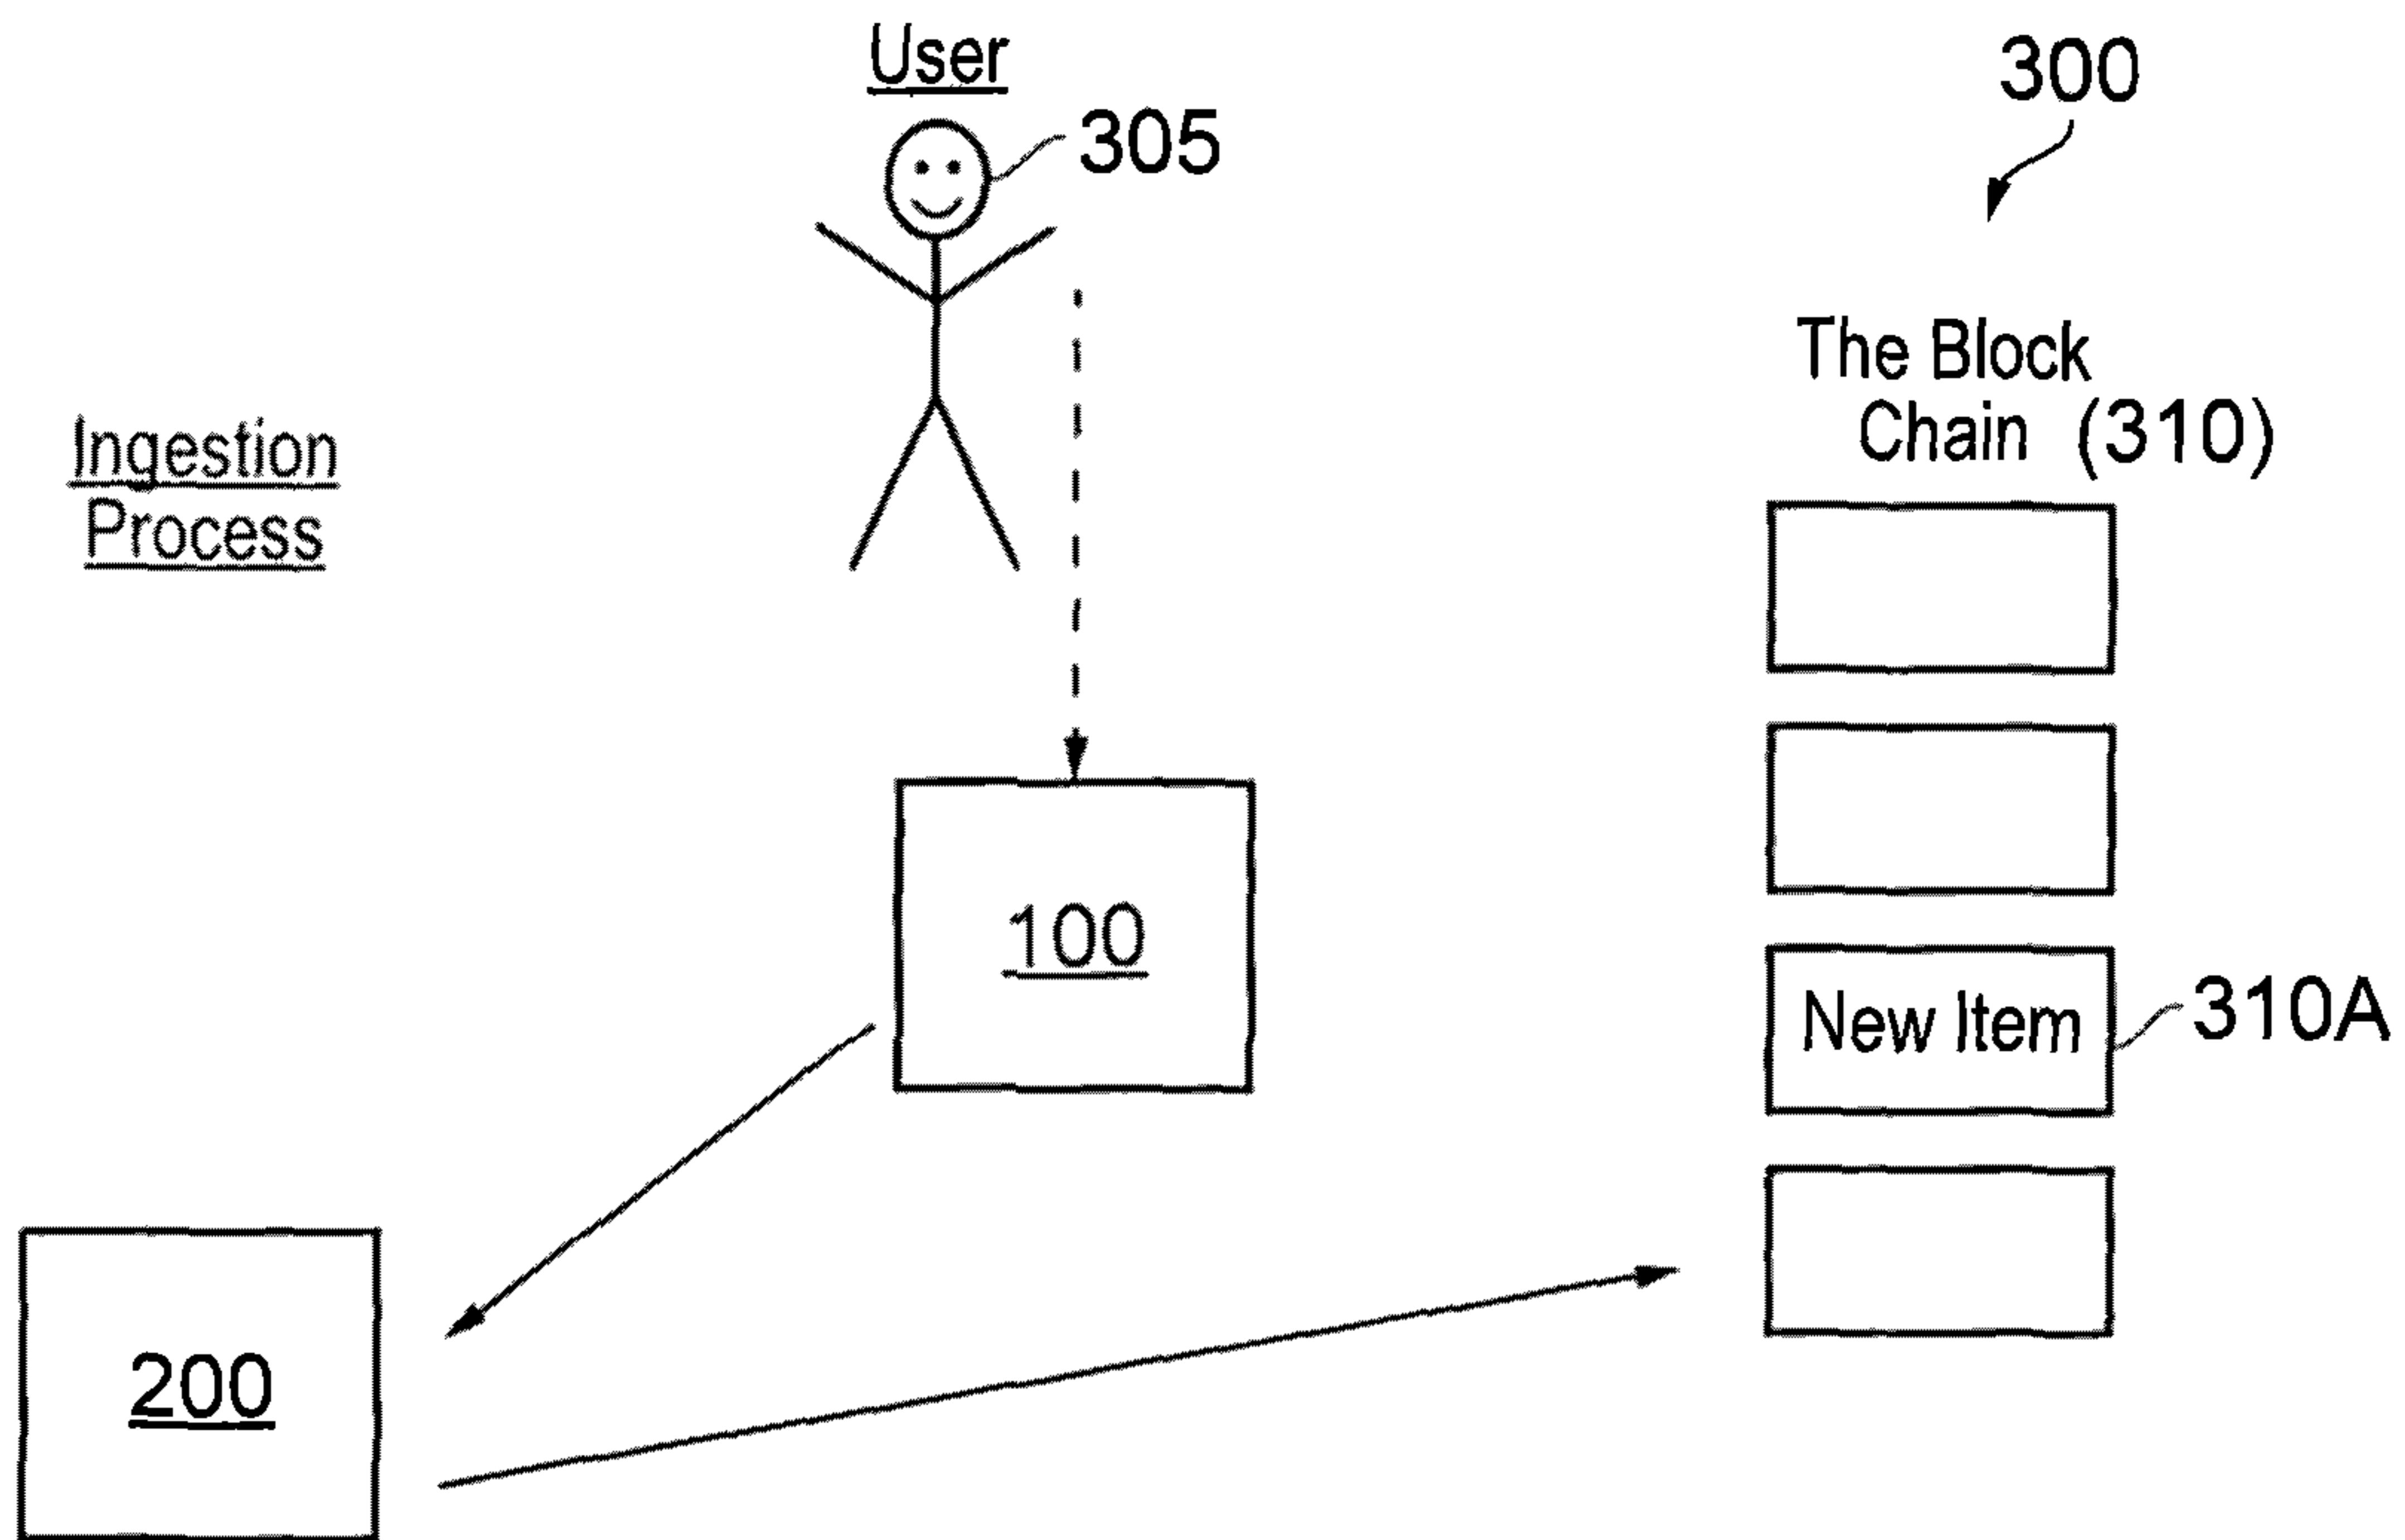 User
305
300
The Block
Chain (310)
Ingestion
Process
100
New Item
310A
200